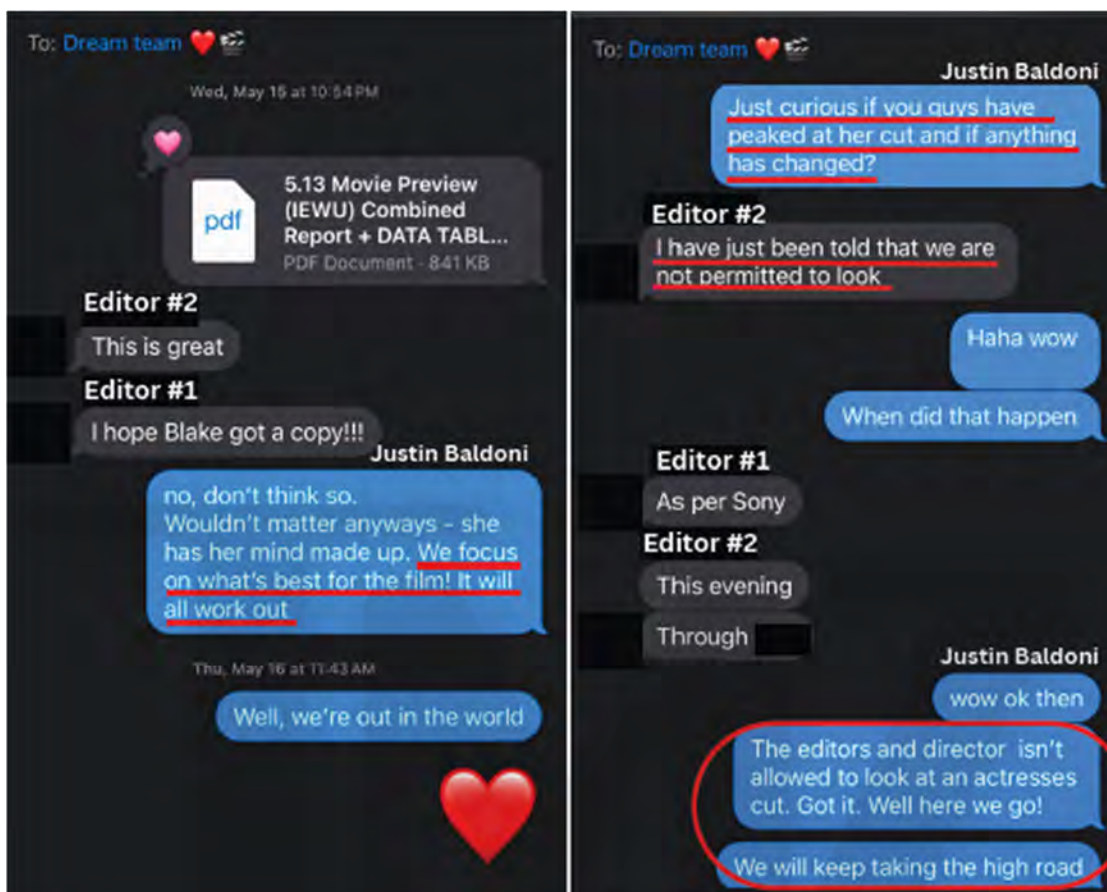 To: Dream team ❤️🎬
Wed, May 15 at 10:54 PM
pdf
5.13 Movie Preview
(IEWU) Combined
Report + DATA TABL...
PDF Document - 841 KB
Editor #2
This is great
Editor #1
I hope Blake got a copy!!!
Justin Baldoni
no, don't think so.
Wouldn't matter anyways – she
has her mind made up. We focus
on what's best for the film! It will
all work out
Thu, May 16 at 11:43 AM
Well, we're out in the world
To: Dream team ❤️🎬
Justin Baldoni
Just curious if you guys have
peaked at her cut and if anything
has changed?
Editor #2
I have just been told that we are
not permitted to look
Haha wow
When did that happen
Editor #1
As per Sony
Editor #2
This evening
Through
Justin Baldoni
wow ok then
The editors and director isn't
allowed to look at an actresses
cut. Got it. Well here we go!
We will keep taking the high road